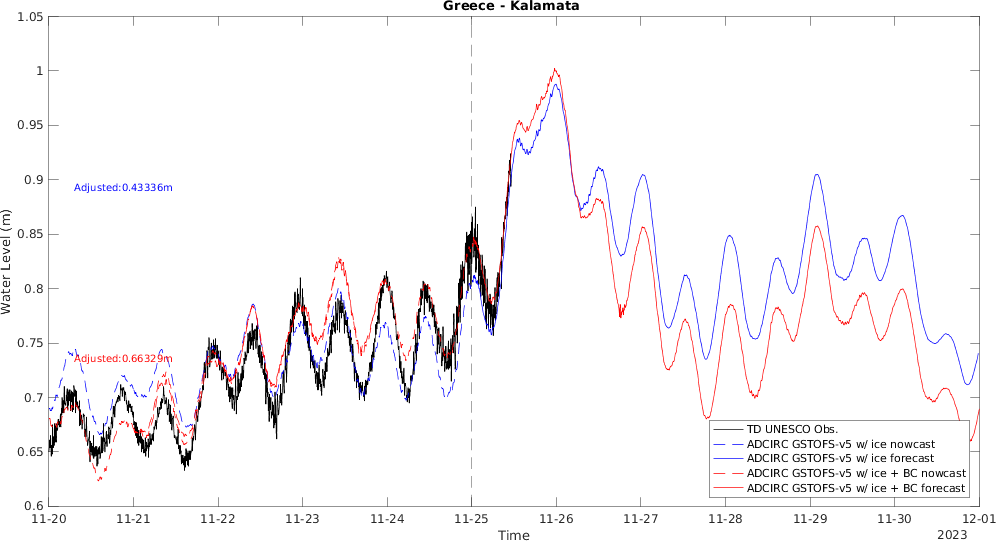 Greece - Kalamata
1.05
1
0.95
0.9
0.85
0.8
0.75
0.7
0.65
0.6
Water Level (m)
Adjusted:0.43336m
Adjusted:0.66329m
TD UNESCO Obs.
ADCIRC GSTOFS-v5 w/ ice nowcast
ADCIRC GSTOFS-v5 w/ ice forecast
ADCIRC GSTOFS-v5 w/ ice + BC nowcast
ADCIRC GSTOFS-v5 w/ ice + BC forecast
11-20 11-21 11-22 11-23 11-24 11-25 11-26 11-27 11-28 11-29 11-30 12-01
Time
2023